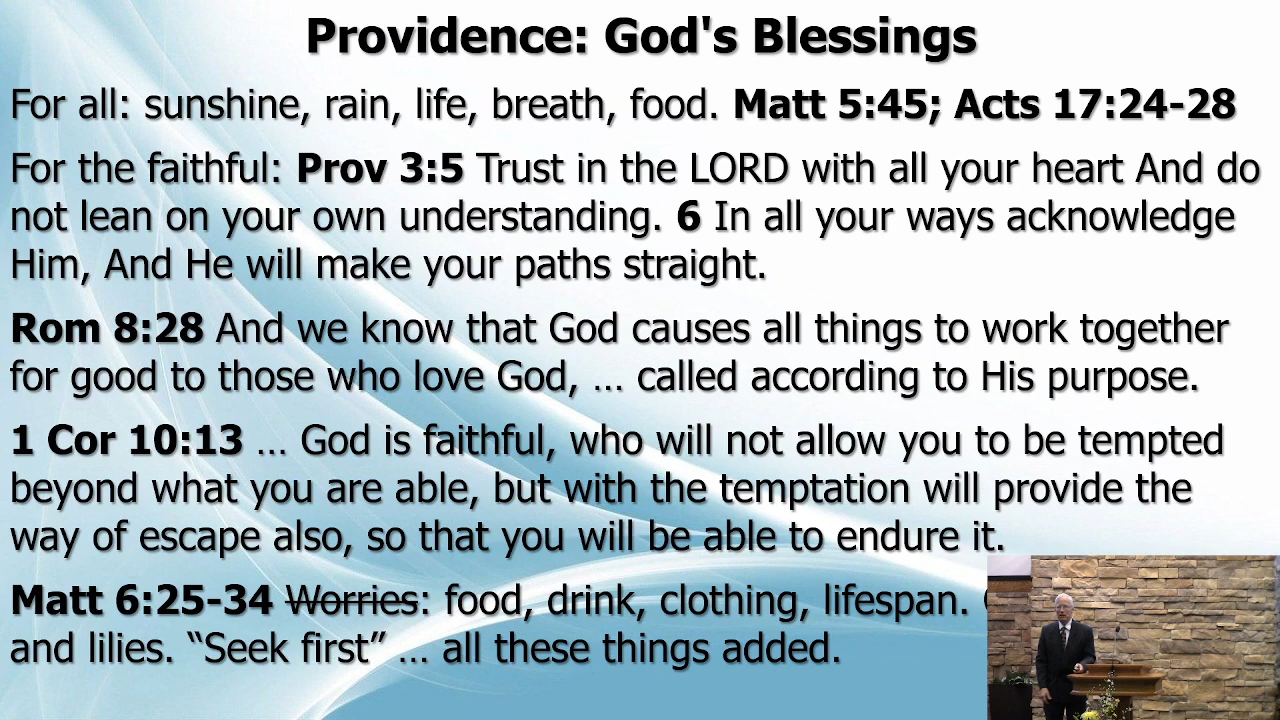 Providence: God's Blessings
For all: sunshine, rain, life, breath, food. Matt 5:45; Acts 17:24-28
For the faithful: Prov 3:5 Trust in the LORD with all your heart And do
not lean on your own understanding. 6 In all your ways acknowledge
Him, And He will make your paths straight.
Rom 8:28 And we know that God causes all things to work together
for good to those who love God, … called according to His purpose.
1 Cor 10:13 … God is faithful, who will not allow you to be tempted
beyond what you are able, but with the temptation will provide the
way of escape also, so that you will be able to endure it.
Matt 6:25-34 Worries: food, drink, clothing, lifespan.
and lilies. “Seek first” … all these things added.